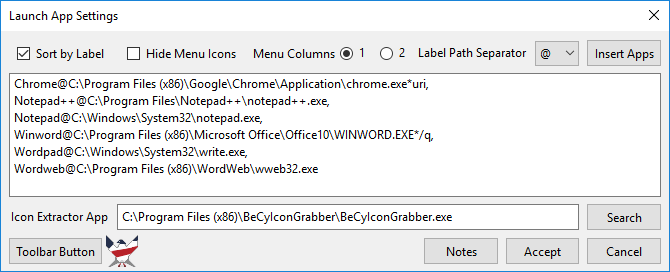 Launch App Settings
Sort by Label Hide Menu Icons Menu Columns 1 2 Label Path Separator @ Insert Apps
Chrome@C:\Program Files (x86)\Google\Chrome\Application\chrome.exe*uri,
Notepad++@C:\Program Files\Notepad++\notepad++.exe,
Notepad@C:\Windows\System32\notepad.exe,
Winword@C:\Program Files (x86)\Microsoft Office\Office10\WINWORD.EXE*/q,
Wordpad@C:\Windows\System32\write.exe,
Wordweb@C:\Program Files (x86)\WordWeb\wweb32.exe
Icon Extractor App C:\Program Files (x86)\BeCyIconGrabber\BeCyIconGrabber.exe Search
Toolbar Button Notes Accept Cancel